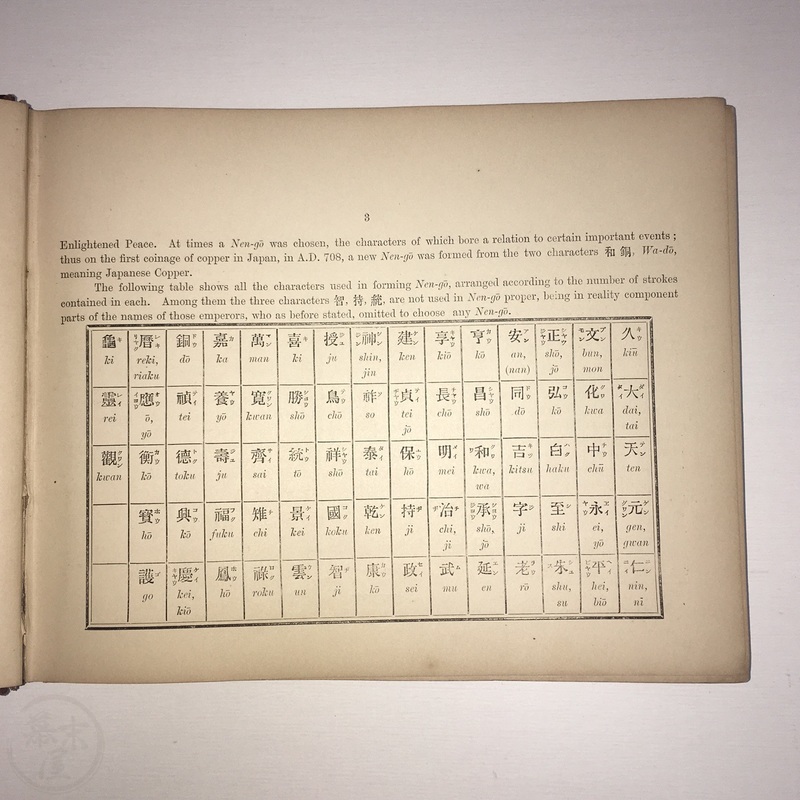 3
Enlightened Peace. At times a Nen-gō was chosen, the characters of which bore a relation to certain important events;
thus on the first coinage of copper in Japan, in A.D. 708, a new Nen-gō was formed from the two characters 和銅, Wa-dō,
meaning Japanese Copper.
The following table shows all the characters used in forming Nen-gō, arranged according to the number of strokes
contained in each. Among them the three characters 智, 持, 統, are not used in Nen-gō proper, being in reality component
parts of the names of those emperors, who as before stated, omitted to choose any Nen-gō.
龜 曆 銅 嘉 萬 喜 授 神 建 享 亨 安 正 文 久
ki reki, dō ka man ki ju shin, ken kiō kō an, shō, bun, kiū
riaku jin (nan) jō mon
靈 應 禎 養 寬 勝 鳥 祚 貞 長 昌 同 弘 化 大
rei ō, tei yō kwan shō chō so tei chō shō dō kō kwa dai,
yō jō tai
觀 衡 德 壽 齊 統 祥 泰 保 明 和 吉 白 中 天
kwan kō toku ju sai tō shō tai hō mei kwa, kitsu haku chū ten
wa
寶 興 福 雉 景 國 乾 持 治 承 字 至 永 元
hō kō fuku chi kei koku ken ji chi, shō, ji shi ei, gen,
ji jō yō gwan
護 慶 鳳 祿 雲 智 康 政 武 延 老 朱 平 仁
go kei, hō roku un ji kō sei mu en rō shu, hei, nin,
kiō su biō ni
幕末屋